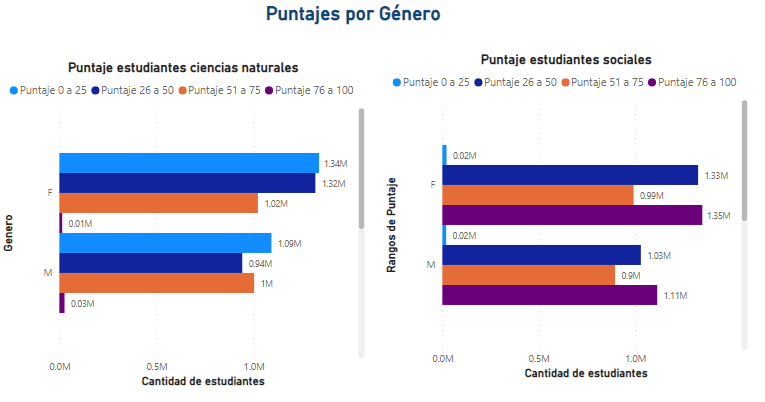 Puntajes por Género
Puntaje estudiantes ciencias naturales
Puntaje 0 a 25 Puntaje 26 a 50 Puntaje 51 a 75 Puntaje 76 a 100
Genero
F
1.34M
1.32M
1.02M
0.01M
M
1.09M
0.94M
1M
0.03M
0.0M 0.5M 1.0M
Cantidad de estudiantes
Puntaje estudiantes sociales
Puntaje 0 a 25 Puntaje 26 a 50 Puntaje 51 a 75 Puntaje 76 a 100
Rangos de Puntaje
F
0.02M
1.33M
0.99M
1.35M
M
0.02M
1.03M
0.9M
1.11M
0.0M 0.5M 1.0M
Cantidad de estudiantes